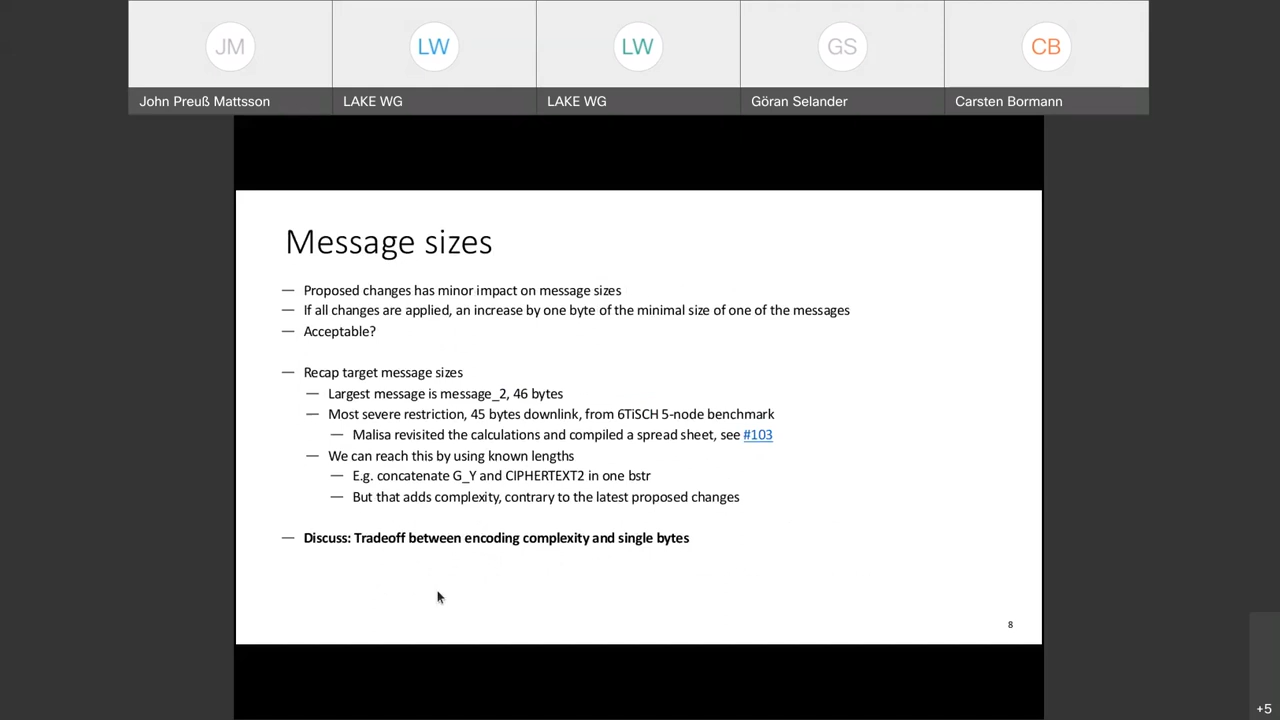 JM
LW
LW
GS
CB
John Preuß Mattsson
LAKE WG
LAKE WG
Göran Selander
Carsten Bormann
Message sizes
— Proposed changes has minor impact on message sizes
— If all changes are applied, an increase by one byte of the minimal size of one of the messages
— Acceptable?
— Recap target message sizes
— Largest message is message_2, 46 bytes
— Most severe restriction, 45 bytes downlink, from 6TiSCH 5-node benchmark
— Malisa revisited the calculations and compiled a spread sheet, see #103
— We can reach this by using known lengths
— E.g. concatenate G_Y and CIPHERTEXT2 in one bstr
— But that adds complexity, contrary to the latest proposed changes
— Discuss: Tradeoff between encoding complexity and single bytes
8
+5